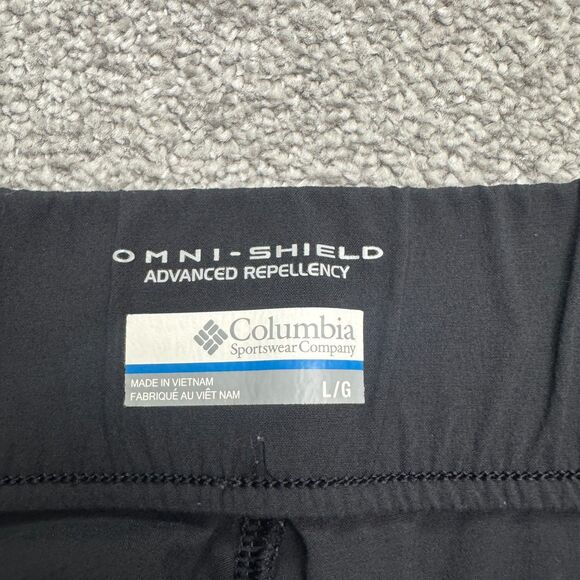 OMNI-SHIELD
ADVANCED REPELLENCY
Columbia
Sportswear Company
MADE IN VIETNAM
FABRIQUÉ AU VIÊT NAM
L/G